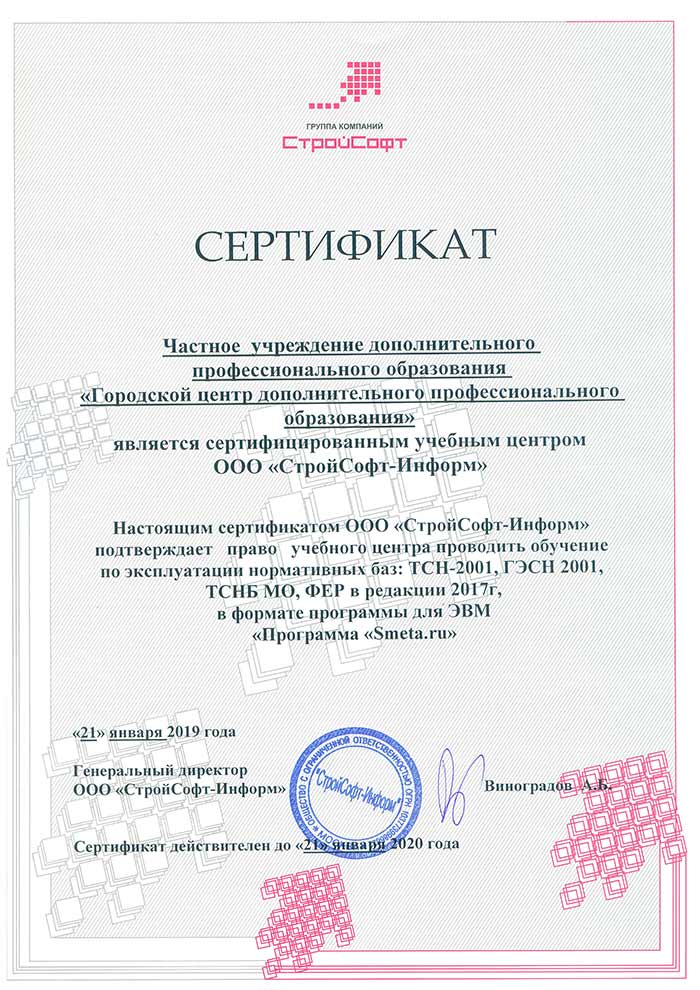 ГРУППА КОМПАНИЙ
СтройСофт
СЕРТИФИКАТ
Частное учреждение дополнительного
профессионального образования
«Городской центр дополнительного профессионального
образования»
является сертифицированным учебным центром
ООО «СтройСофт-Информ»
Настоящим сертификатом ООО «СтройСофт-Информ»
подтверждает право учебного центра проводить обучение
по эксплуатации нормативных баз: ТСН-2001, ГЭСН 2001,
ТСНБ МО, ФЕР в редакции 2017г,
в формате программы для ЭВМ
«Программа «Smeta.ru»
«21» января 2019 года
Генеральный директор
ООО «СтройСофт-Информ»
Виноградов А.Б.
ОБЩЕСТВО С ОГРАНИЧЕННОЙ ОТВЕТСТВЕННОСТЬЮ ОГРН
"СтройСофт-Информ"
Сертификат действителен до «21» января 2020 года